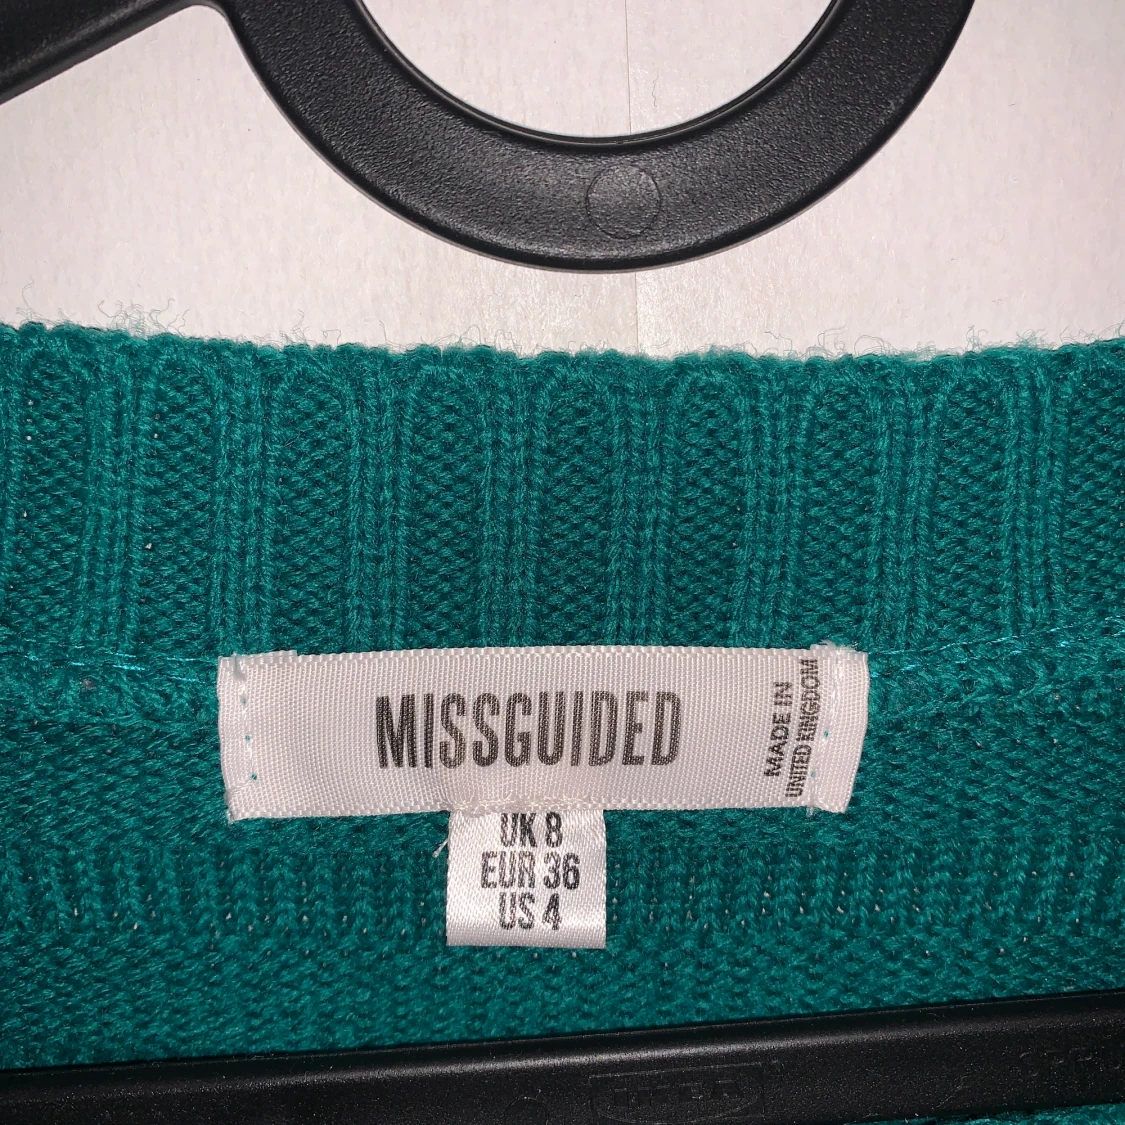 MISSGUIDED
MADE IN
UNITED KINGDOM
UK 8
EUR 36
US 4